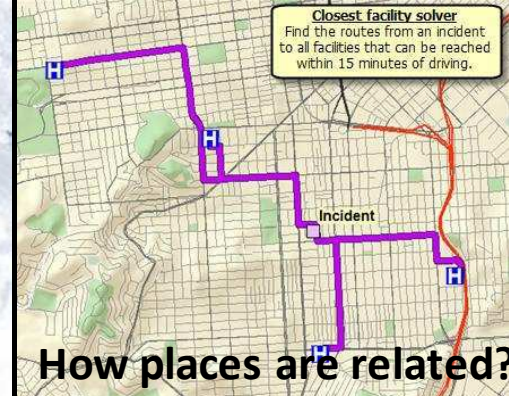 Closest facility solver
Find the routes from an incident
to all facilities that can be reached
within 15 minutes of driving.
H
H
Incident
H
H
How places are related?